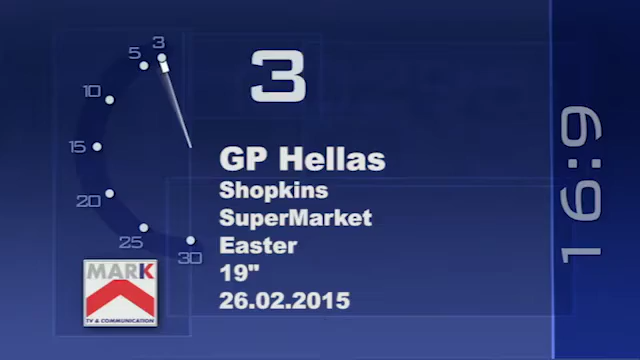 3
5
10
15
20
25
30
3
GP Hellas
Shopkins
SuperMarket
Easter
19"
26.02.2015
16:9
MARK
TV & COMMUNICATION